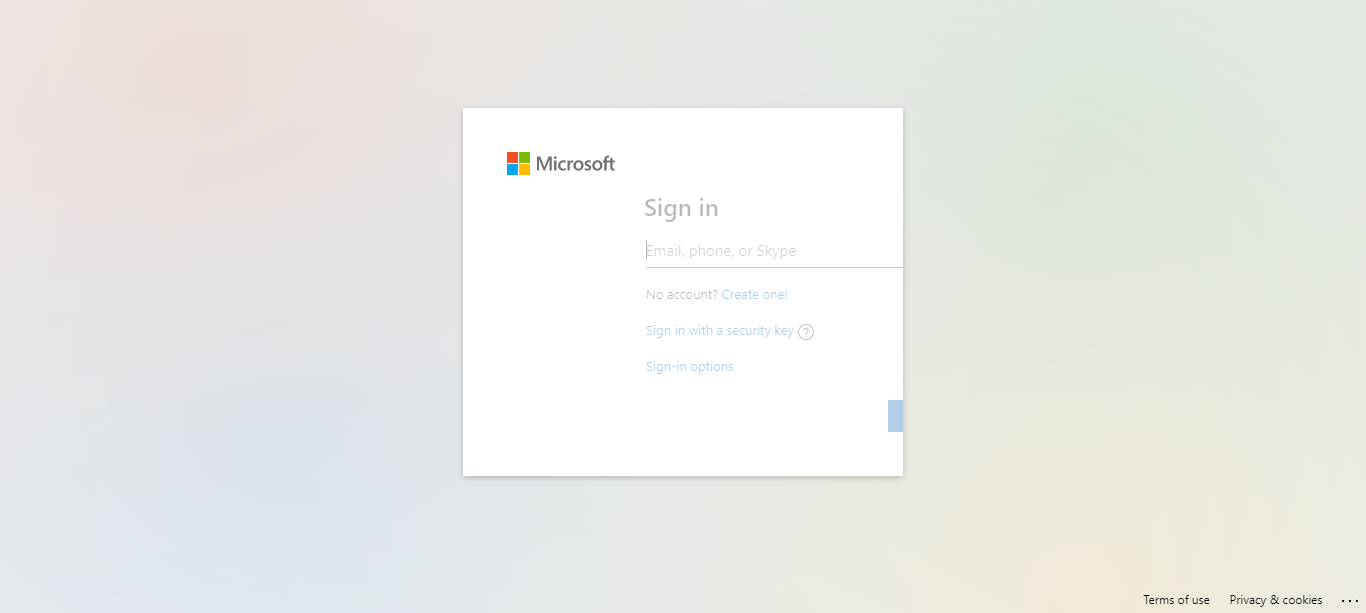 Microsoft
Sign in
Email, phone, or Skype
No account? Create one!
Sign in with a security key ?
Sign-in options
Terms of use Privacy & cookies ...